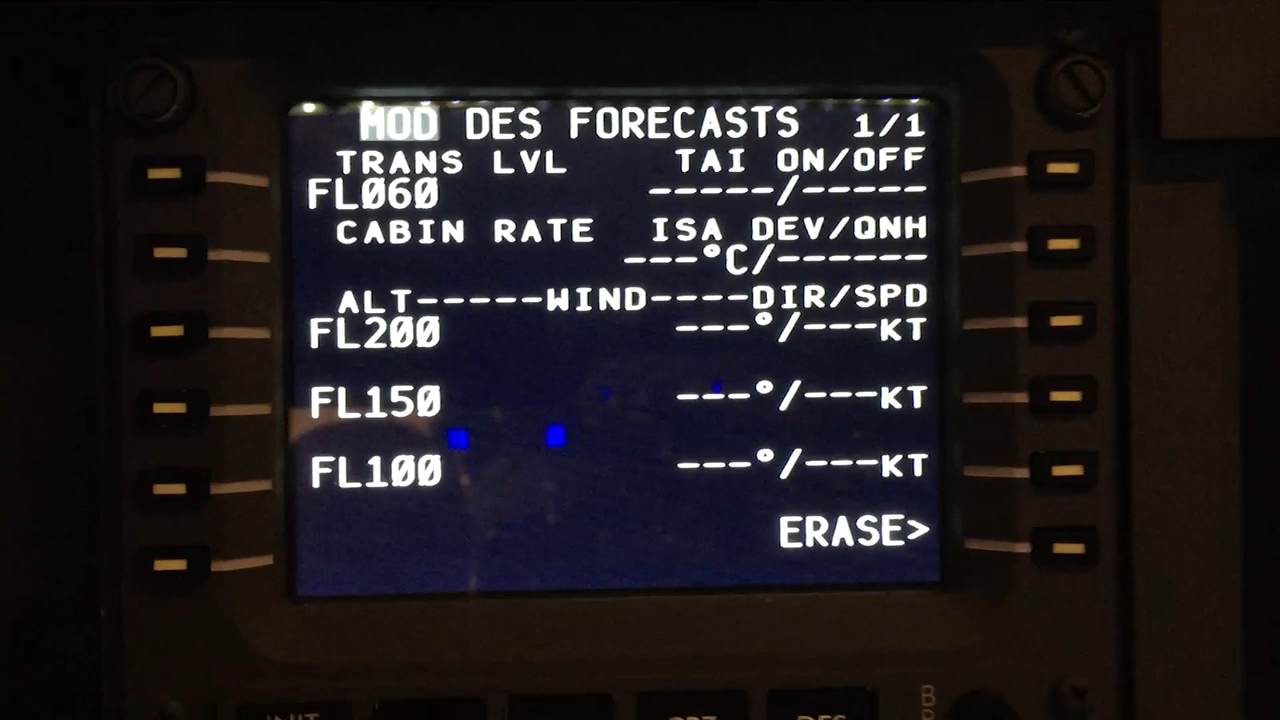 MOD DES FORECASTS 1/1
TRANS LVL TAI ON/OFF
FL060 -----/-----
CABIN RATE ISA DEV/QNH
---°C/------
ALT-----WIND----DIR/SPD
FL200 ---°/---KT
FL150 ---°/---KT
FL100 ---°/---KT
ERASE>
DES